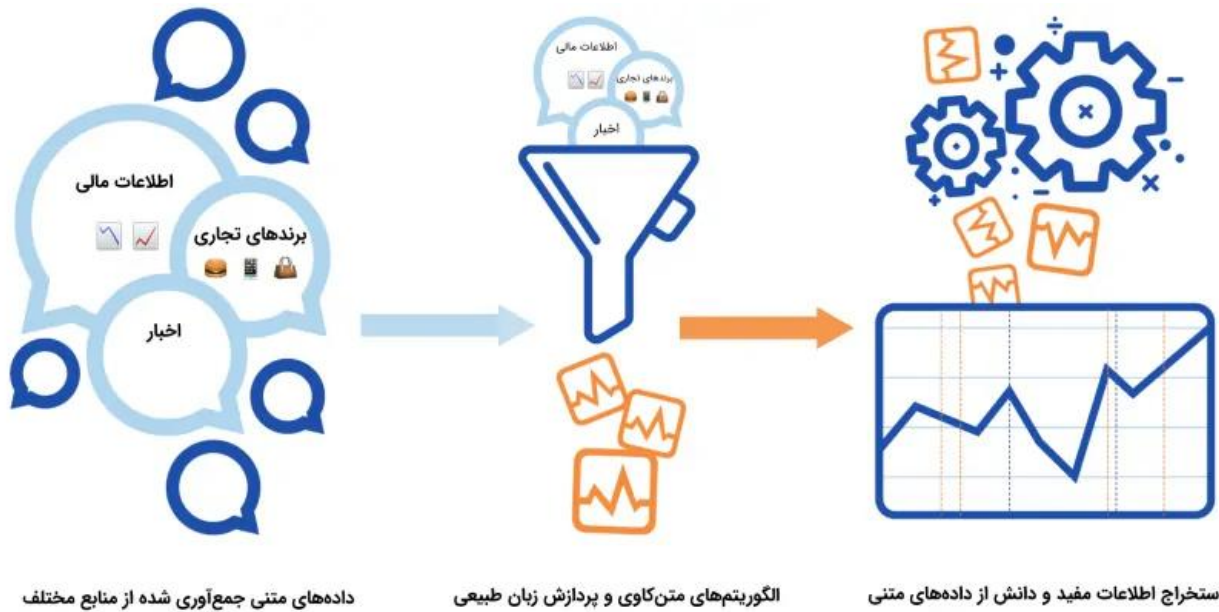 اطلاعات مالی
برندهای تجاری
اخبار
اطلاعات مالی
برندهای تجاری
اخبار
داده‌های متنی جمع‌آوری شده از منابع مختلف
الگوریتم‌های متن‌کاوی و پردازش زبان طبیعی
ستخراج اطلاعات مفید و دانش از داده‌های متنی